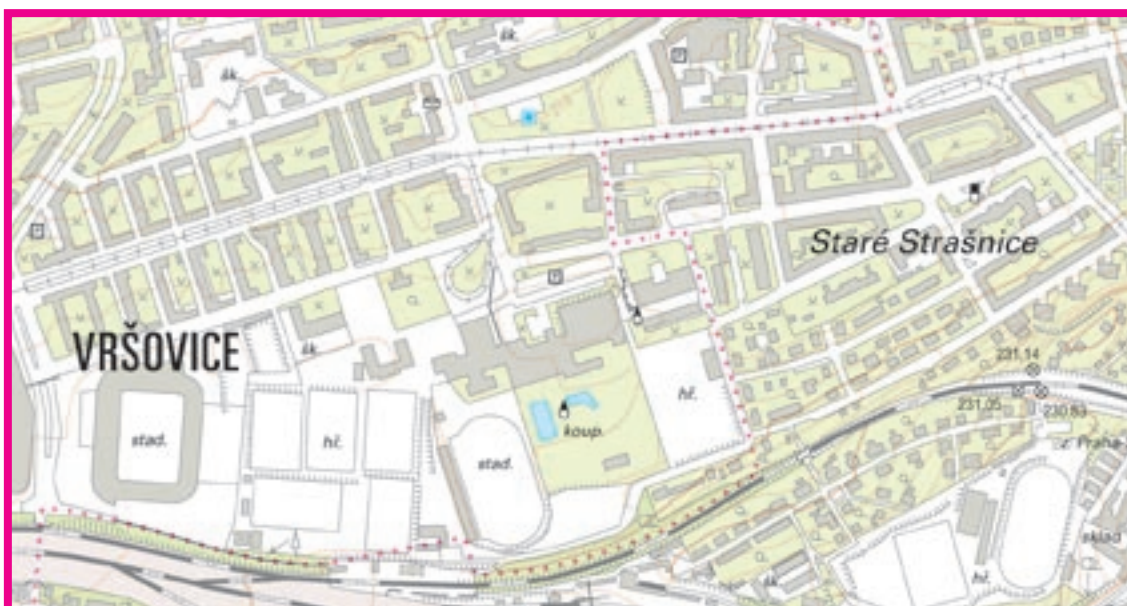 šk.
šk.
Staré Strašnice
VRŠOVICE
šk.
231.14
231.05
230.83
hř.
koup.
stad.
hř.
stad.
z. Praha-
sklad
šk.
hř.